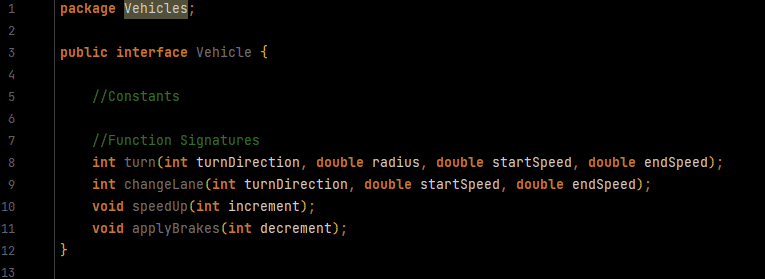 1 package Vehicles;
2
3 public interface Vehicle {
4
5 //Constants
6
7 //Function Signatures
8 int turn(int turnDirection, double radius, double startSpeed, double endSpeed);
9 int changeLane(int turnDirection, double startSpeed, double endSpeed);
10 void speedUp(int increment);
11 void applyBrakes(int decrement);
12 }
13